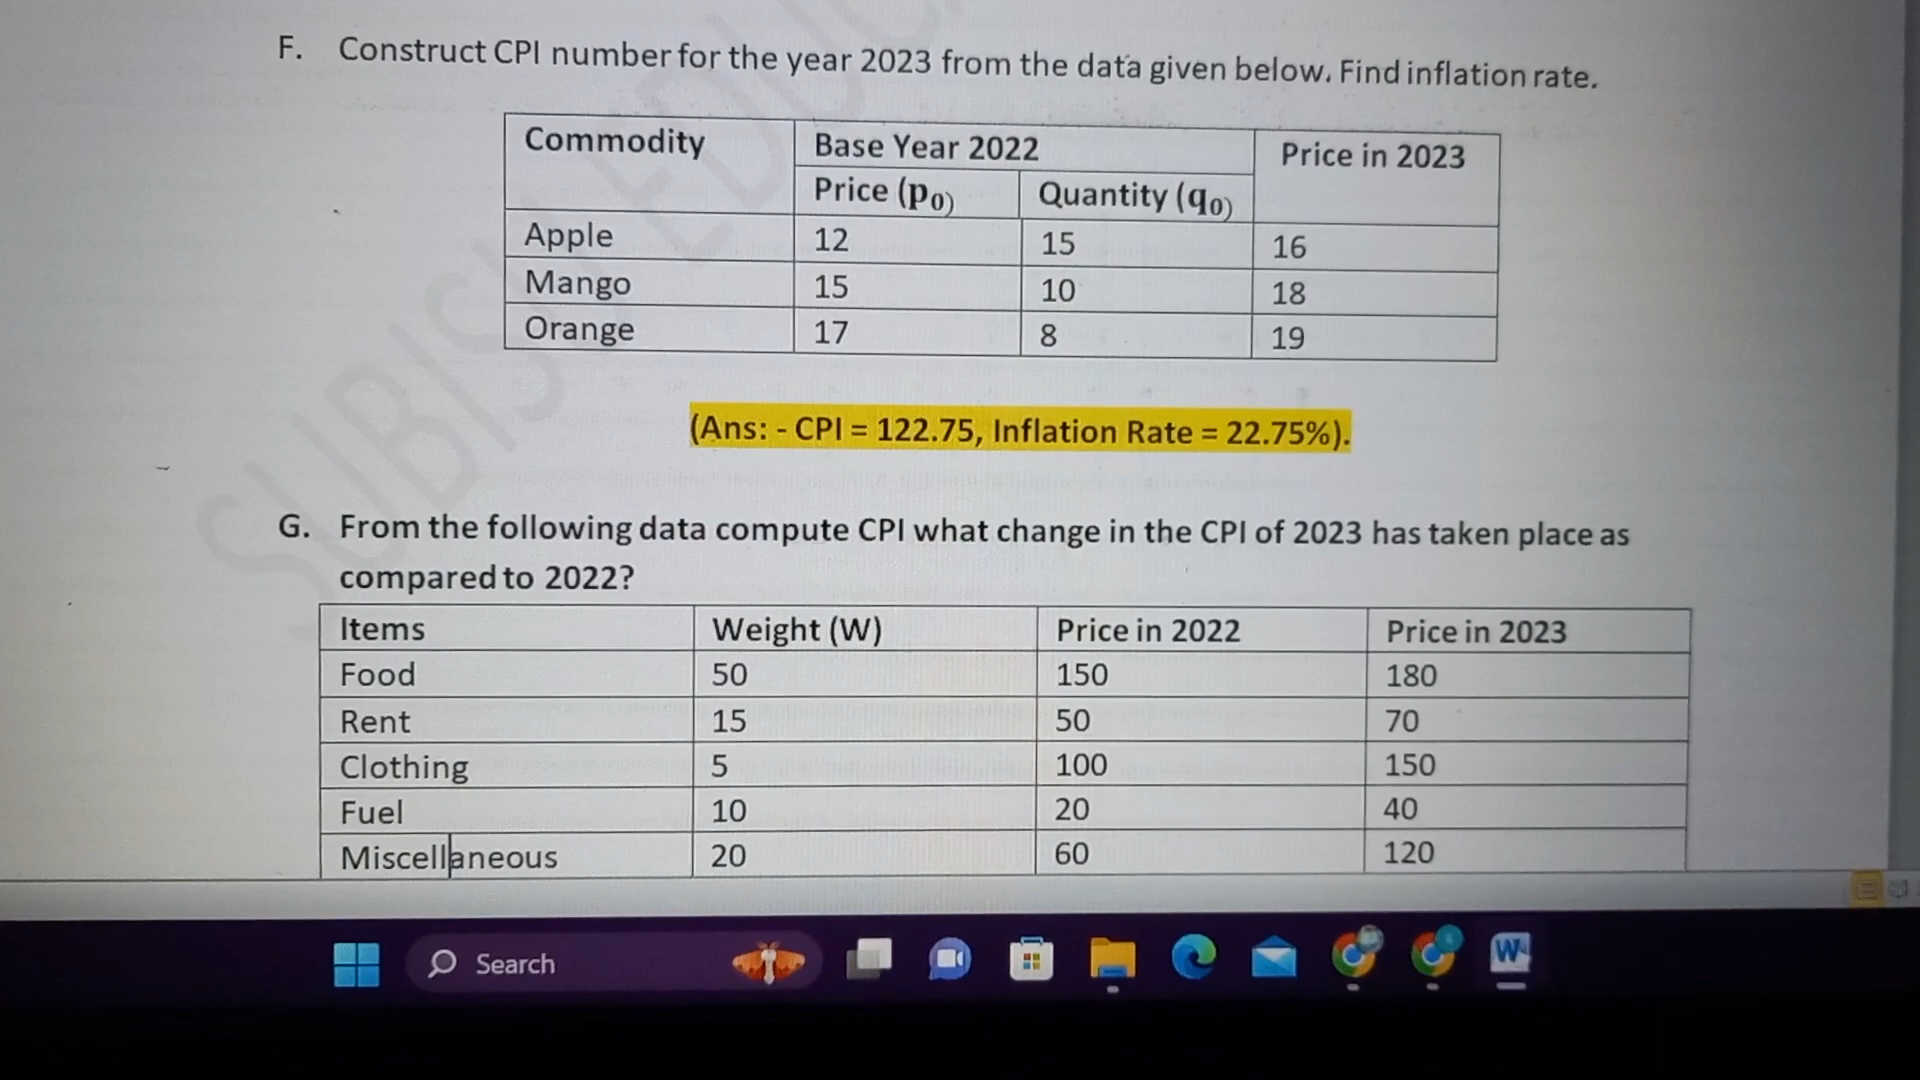 F. Construct CPI number for the year 2023 from the data given below. Find inflation rate.
Commodity Base Year 2022 Price in 2023
Price (p₀) Quantity (q₀)
Apple 12 15 16
Mango 15 10 18
Orange 17 8 19
(Ans: - CPI = 122.75, Inflation Rate = 22.75%).
G. From the following data compute CPI what change in the CPI of 2023 has taken place as
compared to 2022?
Items Weight (W) Price in 2022 Price in 2023
Food 50 150 180
Rent 15 50 70
Clothing 5 100 150
Fuel 10 20 40
Miscellaneous 20 60 120
Search